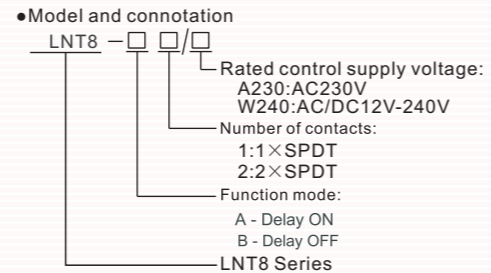 ●Model and connotation
LNT8 -□ □/□
Rated control supply voltage:
A230:AC230V
W240:AC/DC12V-240V
Number of contacts:
1:1×SPDT
2:2×SPDT
Function mode:
A - Delay ON
B - Delay OFF
LNT8 Series